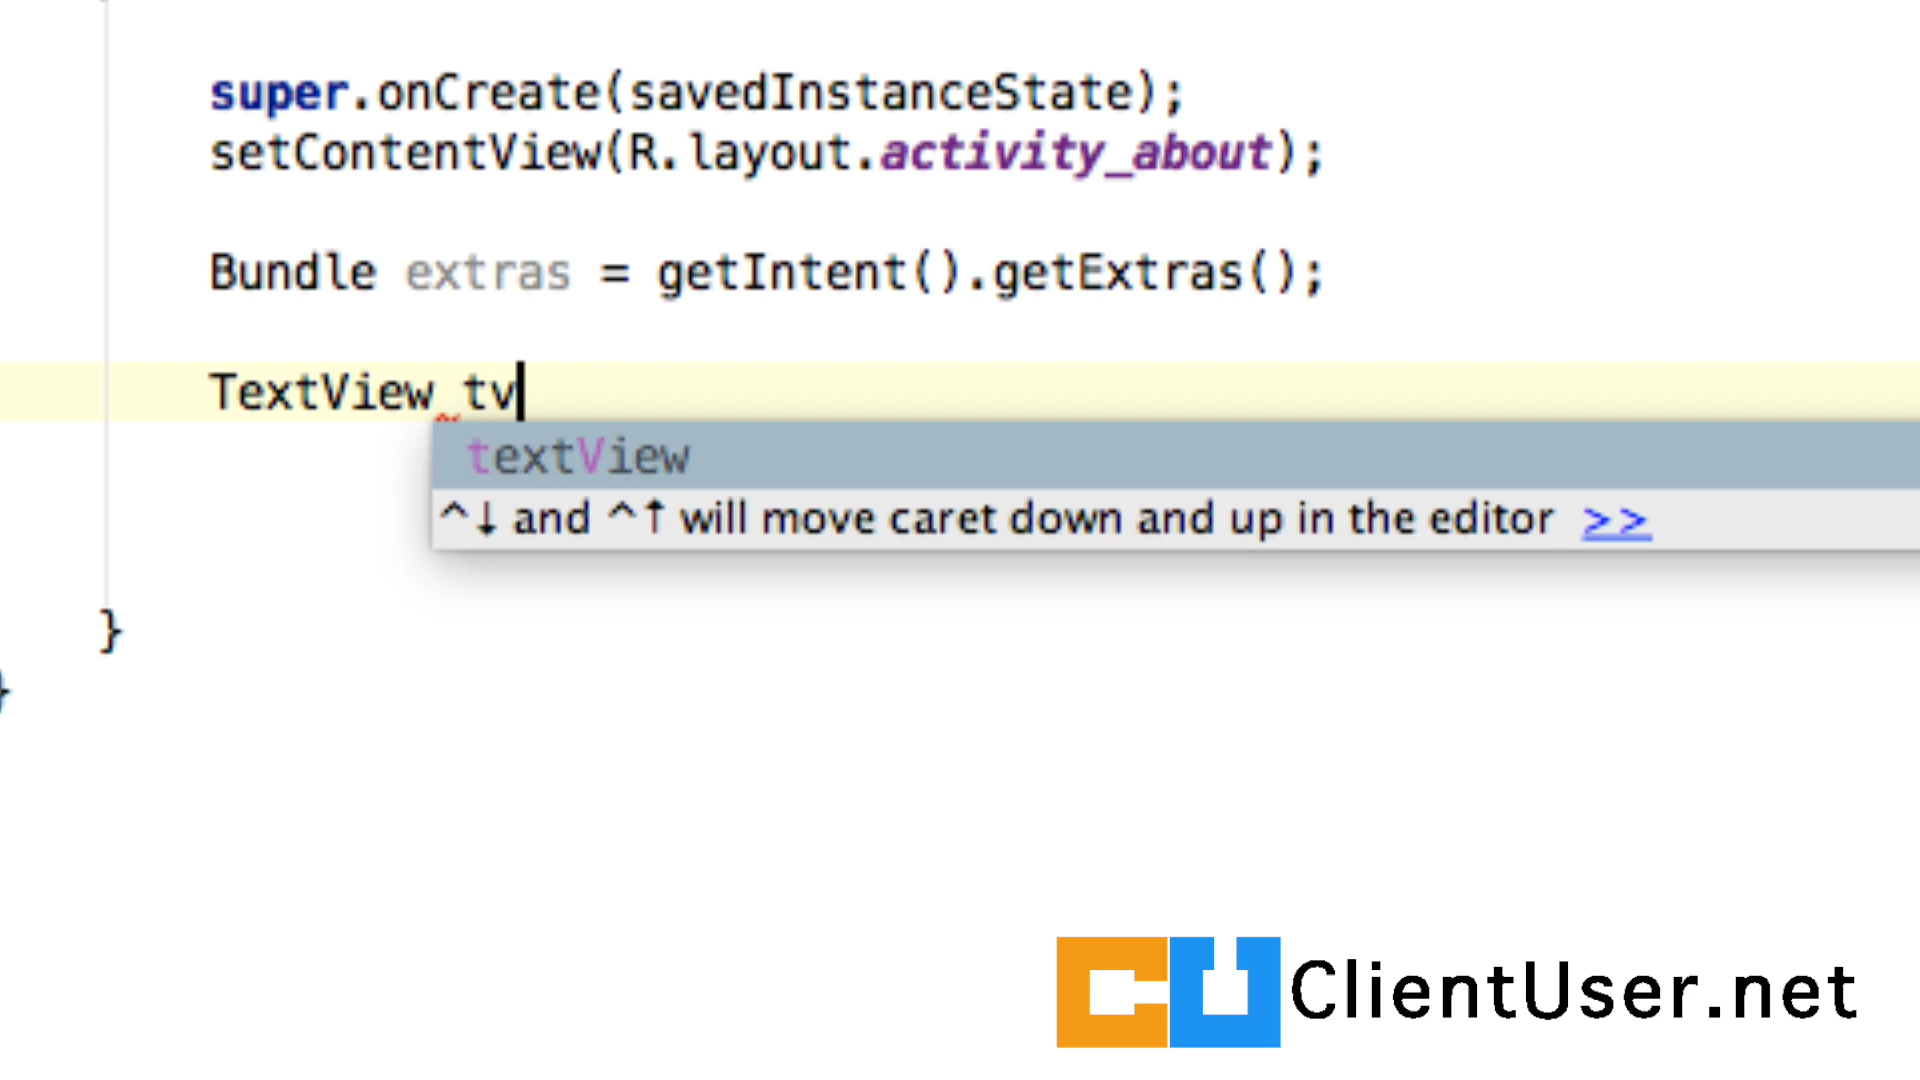 super.onCreate(savedInstanceState);
setContentView(R.layout.activity_about);
Bundle extras = getIntent().getExtras();
TextView tv
textView
^↓ and ^↑ will move caret down and up in the editor >>
}
}
CU ClientUser.net